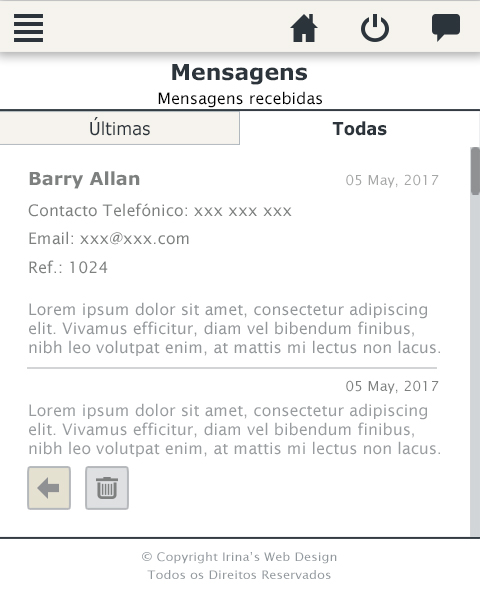 Mensagens
Mensagens recebidas
Últimas
Todas
Barry Allan
05 May, 2017
Contacto Telefónico: xxx xxx xxx
Email: xxx@xxx.com
Ref.: 1024
Lorem ipsum dolor sit amet, consectetur adipiscing
elit. Vivamus efficitur, diam vel bibendum finibus,
nibh leo volutpat enim, at mattis mi lectus non lacus.
05 May, 2017
Lorem ipsum dolor sit amet, consectetur adipiscing
elit. Vivamus efficitur, diam vel bibendum finibus,
nibh leo volutpat enim, at mattis mi lectus non lacus.
© Copyright Irina's Web Design
Todos os Direitos Reservados